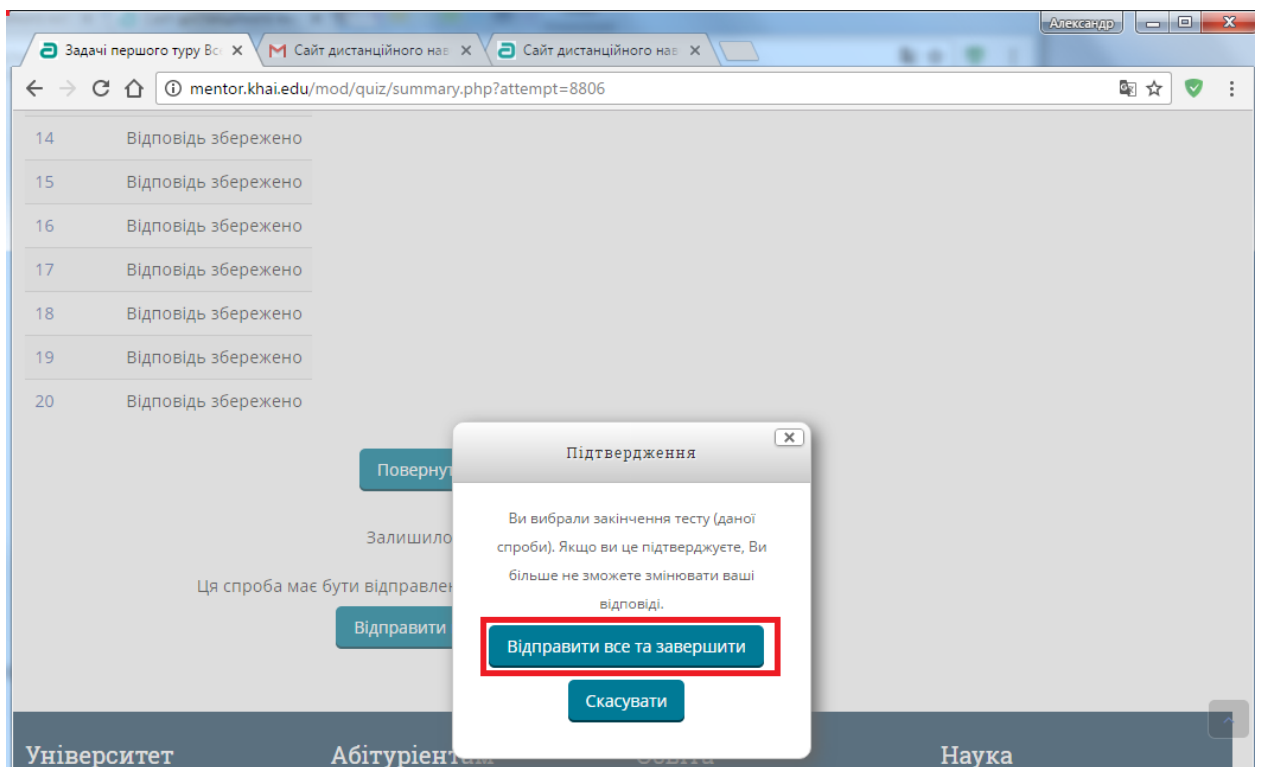 Александр
Задачі першого туру Вс
Сайт дистанційного нав
Сайт дистанційного нав
mentor.khai.edu/mod/quiz/summary.php?attempt=8806
14 Відповідь збережено
15 Відповідь збережено
16 Відповідь збережено
17 Відповідь збережено
18 Відповідь збережено
19 Відповідь збережено
20 Відповідь збережено
Повернут
Залишило
Ця спроба має бути відправлен
Відправити
Підтвердження
Ви вибрали закінчення тесту (даної
спроби). Якщо ви це підтверджуєте, Ви
більше не зможете змінювати ваші
відповіді.
Відправити все та завершити
Скасувати
Університет
Абітурієнтам
Освіта
Наука